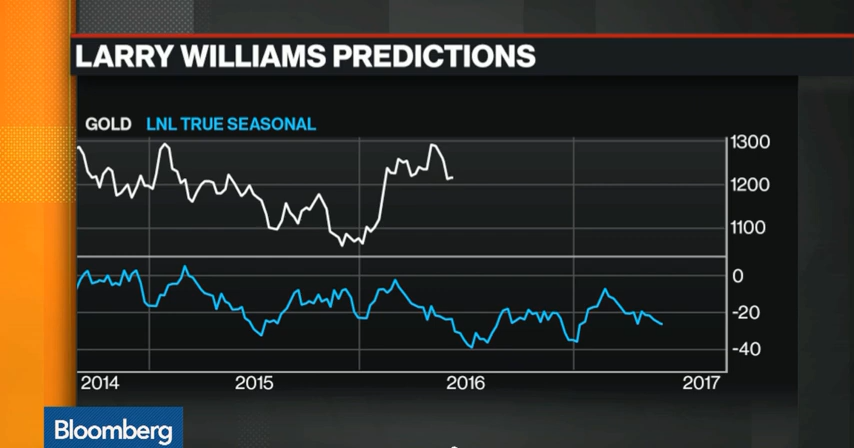 LARRY WILLIAMS PREDICTIONS
GOLD LNL TRUE SEASONAL
1300
1200
1100
0
-20
-40
2014 2015 2016 2017
Bloomberg